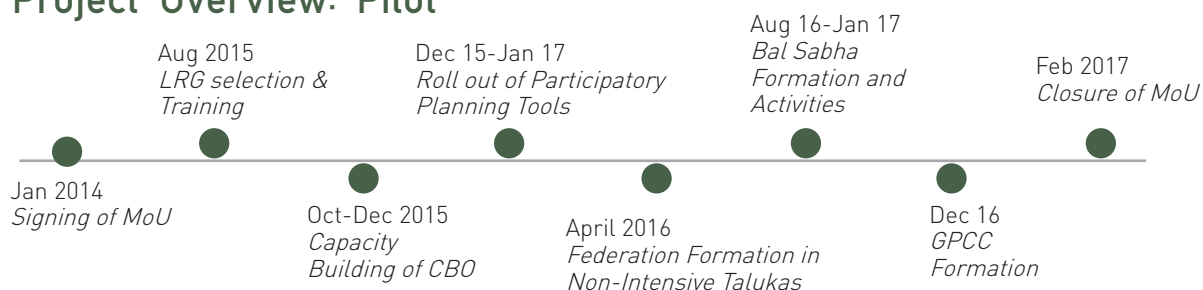 Project Overview: Pilot
Jan 2014
Signing of MoU
Aug 2015
LRG selection &
Training
Oct-Dec 2015
Capacity
Building of CBO
Dec 15-Jan 17
Roll out of Participatory
Planning Tools
April 2016
Federation Formation in
Non-Intensive Talukas
Aug 16-Jan 17
Bal Sabha
Formation and
Activities
Dec 16
GPCC
Formation
Feb 2017
Closure of MoU